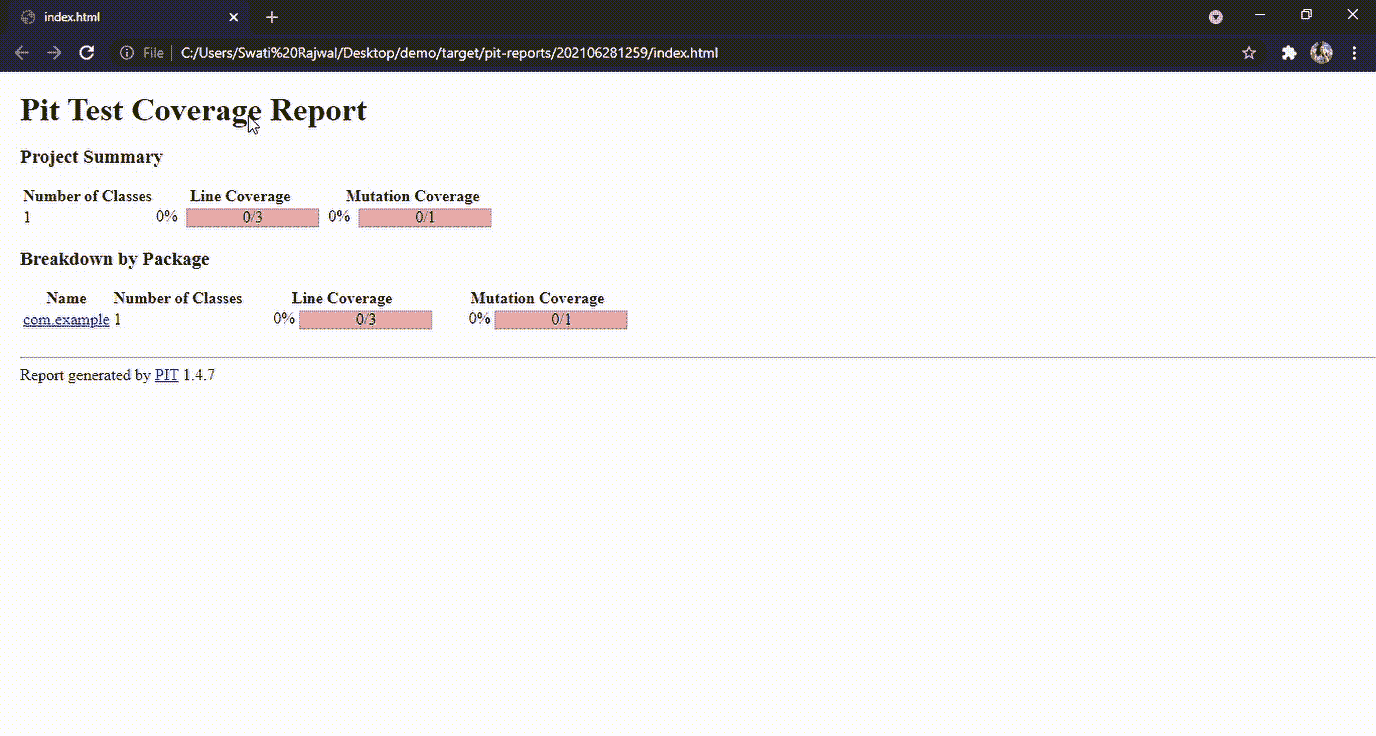 index.html
File C:/Users/Swati%20Rajwal/Desktop/demo/target/pit-reports/202106281259/index.html
Pit Test Coverage Report
Project Summary
Number of Classes Line Coverage Mutation Coverage
1 0% 0/3 0% 0/1
Breakdown by Package
Name Number of Classes Line Coverage Mutation Coverage
com.example 1 0% 0/3 0% 0/1
Report generated by PIT 1.4.7